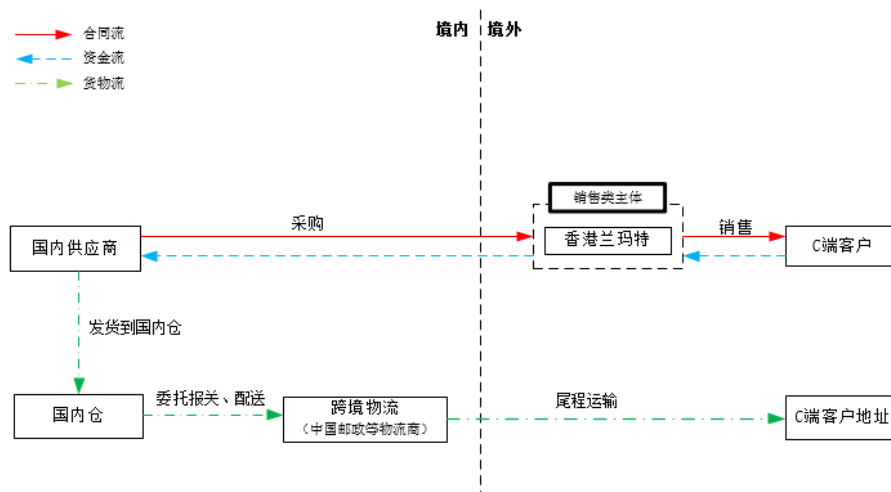 境内 境外
合同流
资金流
货物流
销售类主体
采购
销售
国内供应商
香港兰玛特
C端客户
发货到国内仓
委托报关、配送
尾程运输
国内仓
跨境物流
（中国邮政等物流商）
C端客户地址